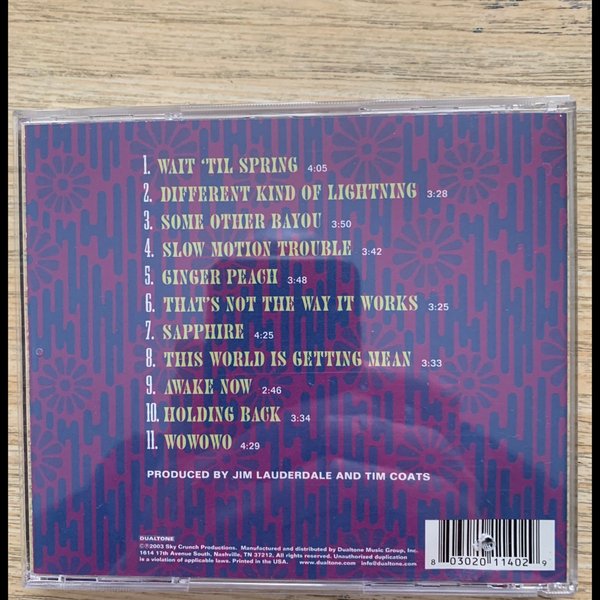 1. WAIT 'TIL SPRING 4:05
2. DIFFERENT KIND OF LIGHTNING 3:28
3. SOME OTHER BAYOU 3:50
4. SLOW MOTION TROUBLE 3:42
5. GINGER PEACH 3:48
6. THAT'S NOT THE WAY IT WORKS 3:25
7. SAPPHIRE 4:25
8. THIS WORLD IS GETTING MEAN 3:33
9. AWAKE NOW 2:46
10. HOLDING BACK 3:34
11. WOWOWO 4:29
PRODUCED BY JIM LAUDERDALE AND TIM COATS
DUALTONE
©℗2003 Sky Crunch Productions. Manufactured and distributed by Dualtone Music Group, Inc.
1614 17th Avenue South, Nashville, TN 37212. All rights reserved. Unauthorized duplication
is a violation of applicable laws. Printed in the USA. www.dualtone.com info@dualtone.com
8 03020 11402 9